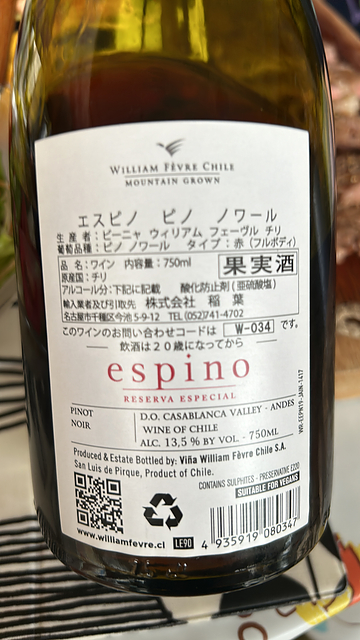 WILLIAM FÈVRE CHILE
MOUNTAIN GROWN
エスピノ ピノ ノワール
生産者：ビーニャ ウィリアム フェーヴル チリ
葡萄品種：ピノ ノワール タイプ：赤（フルボディ）
品名：ワイン 内容量：750ml
原産国：チリ
果実酒
アルコール分：下記に記載 酸化防止剤（亜硫酸塩）
輸入業者及び引取先 株式会社 稲葉
名古屋市千種区今池5-9-12 TEL(052)741-4702
このワインのお問い合わせコードは W-034 です。
飲酒は20歳になってから
espino
RESERVA ESPECIAL
PINOT NOIR
D.O. CASABLANCA VALLEY - ANDES
WINE OF CHILE
ALC. 13,5 % BY VOL - 750ML
Produced & Estate Bottled by: Viña William Fèvre Chile S.A.
San Luis de Pirque, Product of Chile.
CONTAINS SULPHITES - PRESERVATIVE (220)
SUITABLE FOR VEGANS
www.williamfevre.cl
LE90
4 935919 080347
WR-EEPN19-JAIN-1417